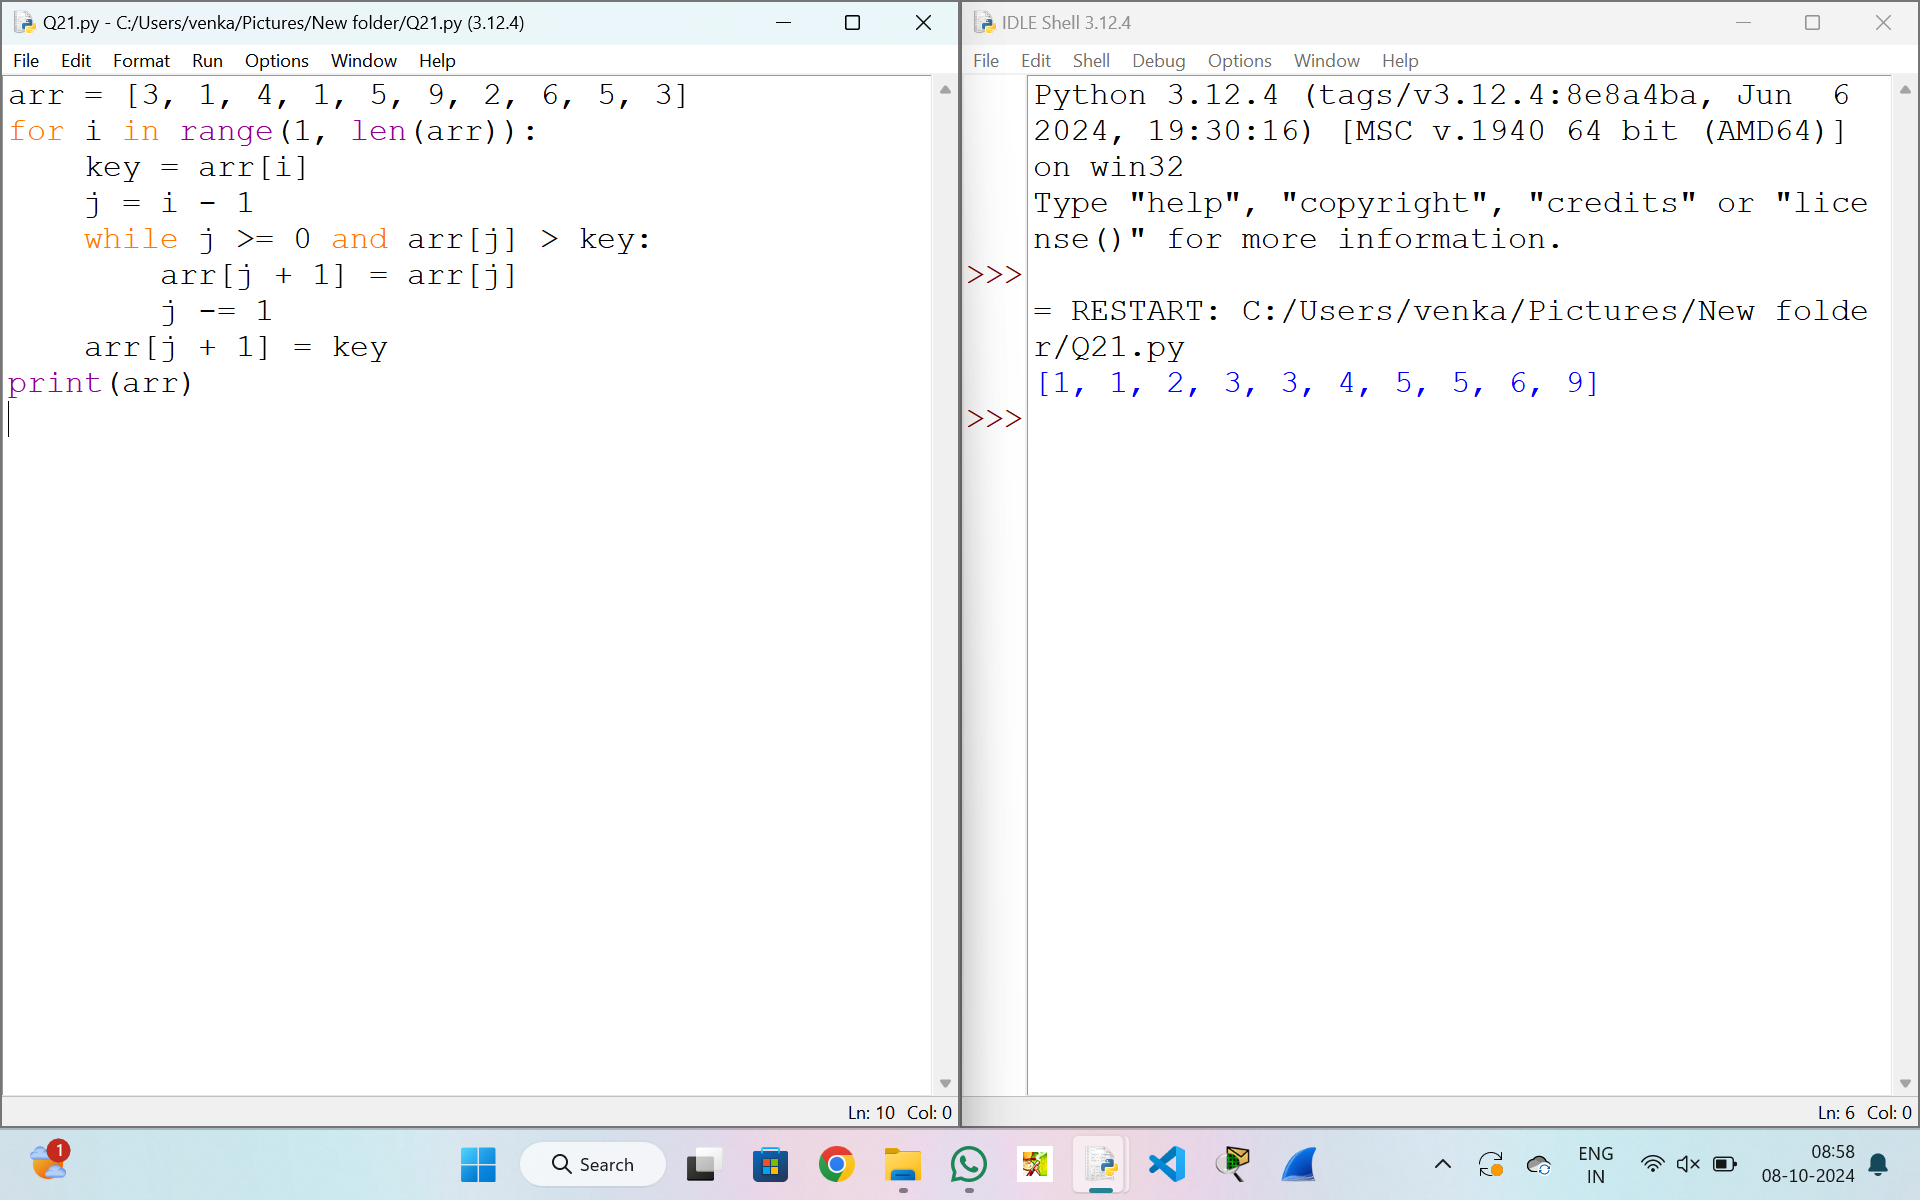 Q21.py - C:/Users/venka/Pictures/New folder/Q21.py (3.12.4)
File Edit Format Run Options Window Help
arr = [3, 1, 4, 1, 5, 9, 2, 6, 5, 3]
for i in range(1, len(arr)):
    key = arr[i]
    j = i - 1
    while j >= 0 and arr[j] > key:
        arr[j + 1] = arr[j]
        j -= 1
    arr[j + 1] = key
print(arr)
Ln: 10 Col: 0
IDLE Shell 3.12.4
File Edit Shell Debug Options Window Help
Python 3.12.4 (tags/v3.12.4:8e8a4ba, Jun  6
2024, 19:30:16) [MSC v.1940 64 bit (AMD64)]
on win32
Type "help", "copyright", "credits" or "lice
nse()" for more information.
>>>
= RESTART: C:/Users/venka/Pictures/New folde
r/Q21.py
[1, 1, 2, 3, 3, 4, 5, 5, 6, 9]
>>>
Ln: 6 Col: 0
1
Search
ENG
IN
08:58
08-10-2024